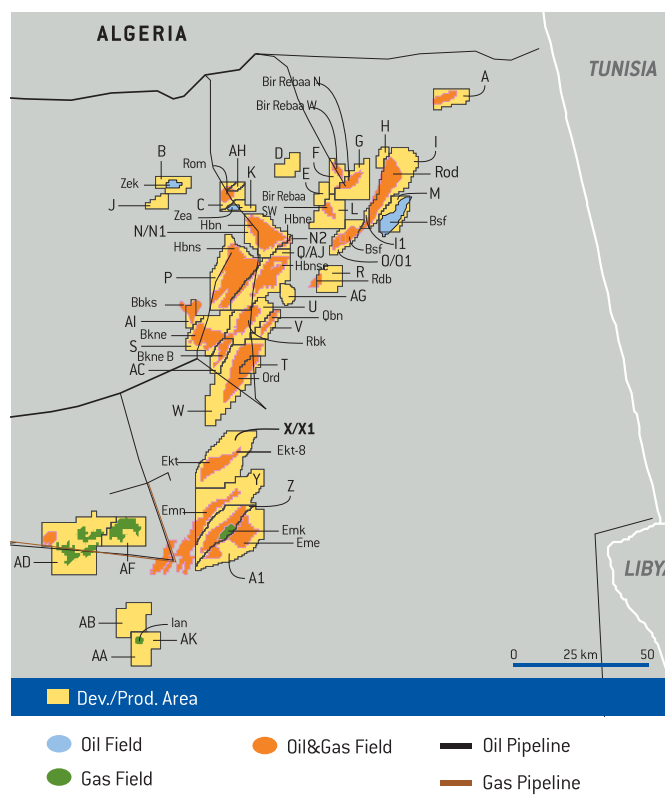 ALGERIA
TUNISIA
Bir Rebaa N
A
Bir Rebaa W
H
G
I
B
AH
D
F
Rom
K
E
Rod
Zek
M
J
C
Bir Rebaa
SW
L
Zea
Hbn
Hbne
Bsf
N/N1
N2
I1
Hbns
Q/AJ
Bsf
O/O1
Hbnse
P
R
Rdb
AG
Bbks
U
Qbn
AI
V
Bkne
S
Rbk
Bkne B
AC
T
Ord
W
X/X1
Ekt
Ekt-8
Y
Z
Emn
Emk
Eme
AD
AF
A1
LIBYA
AB
Ian
AK
AA
0
25 km
50
Dev./Prod. Area
Oil Field
Oil&Gas Field
Oil Pipeline
Gas Field
Gas Pipeline